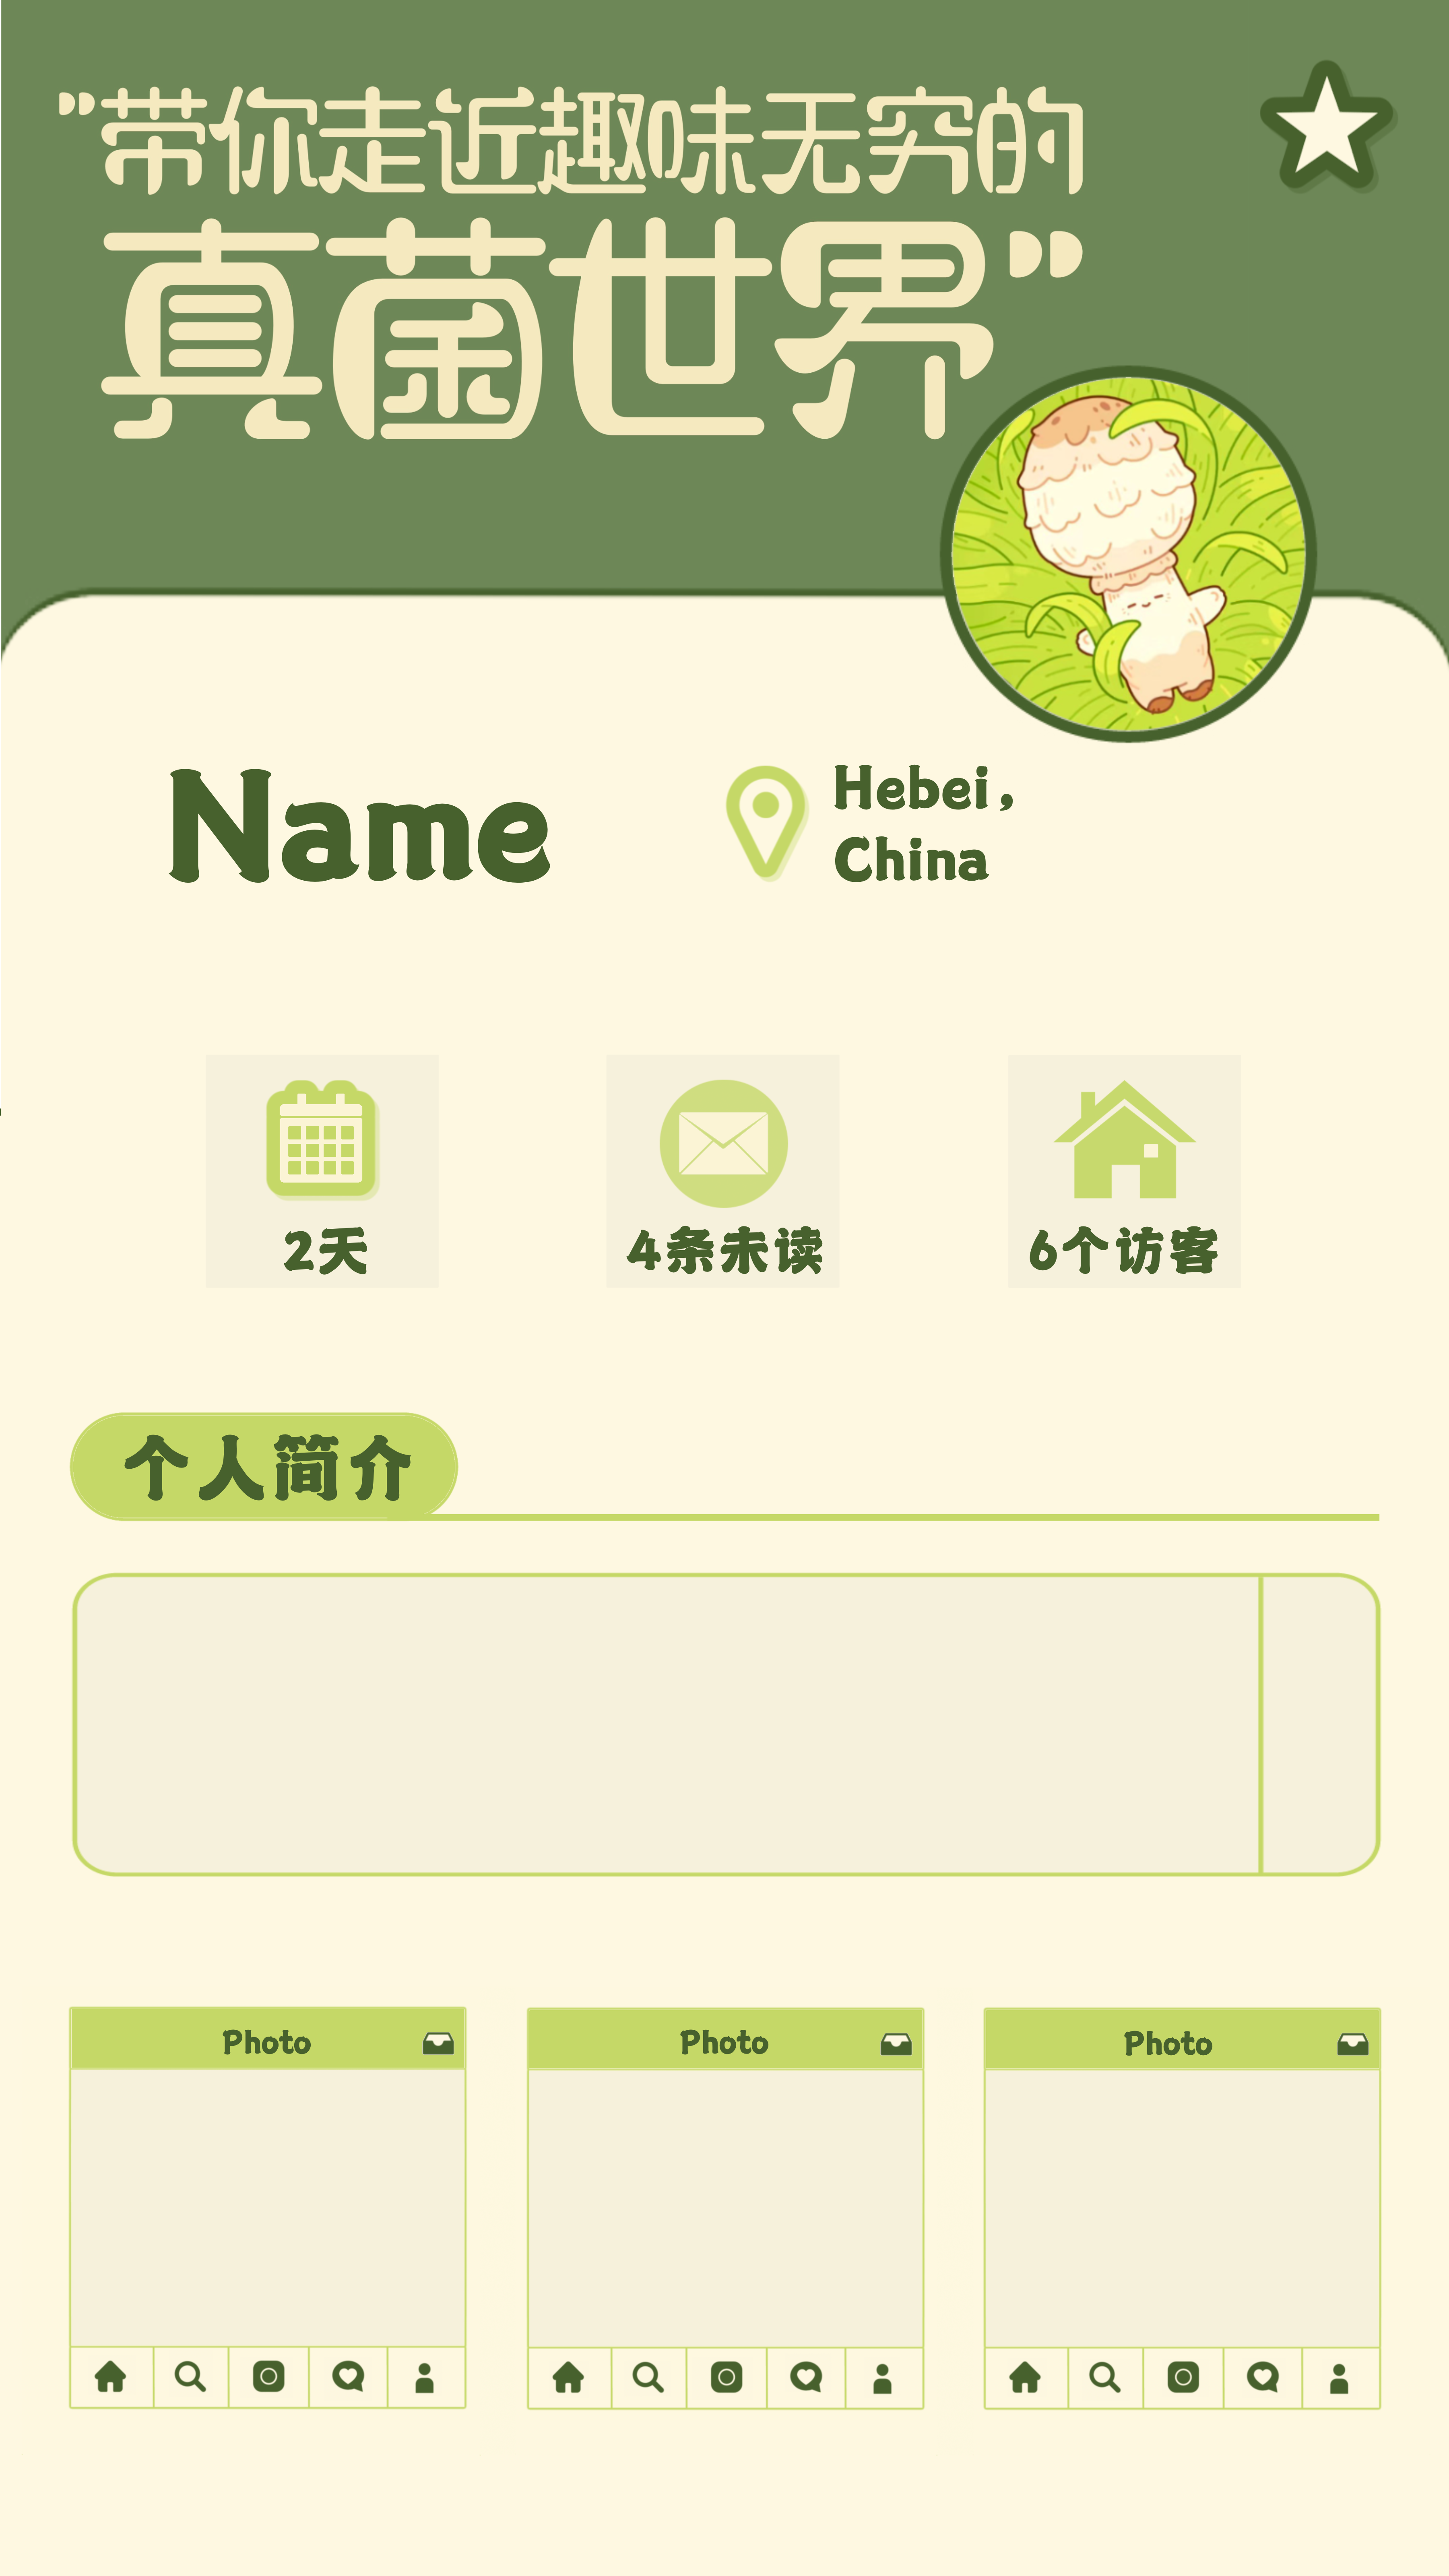 ”带你走近趣味无穷的
真菌世界”
Name
Hebei,
China
2天
4条未读
6个访客
个人简介
Photo
Photo
Photo